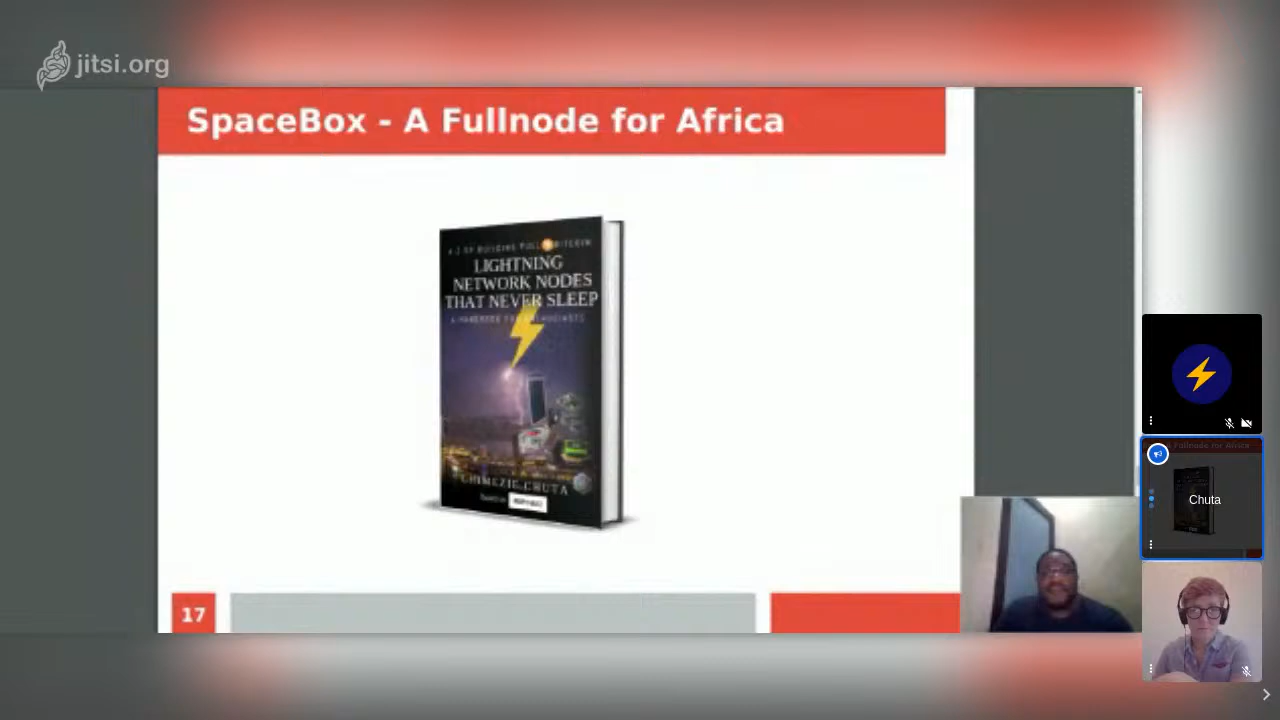 jitsi.org
SpaceBox - A Fullnode for Africa
LIGHTNING
NETWORK NODES
THAT NEVER SLEEP
CHIMEZIE CHUTA
17
Chuta